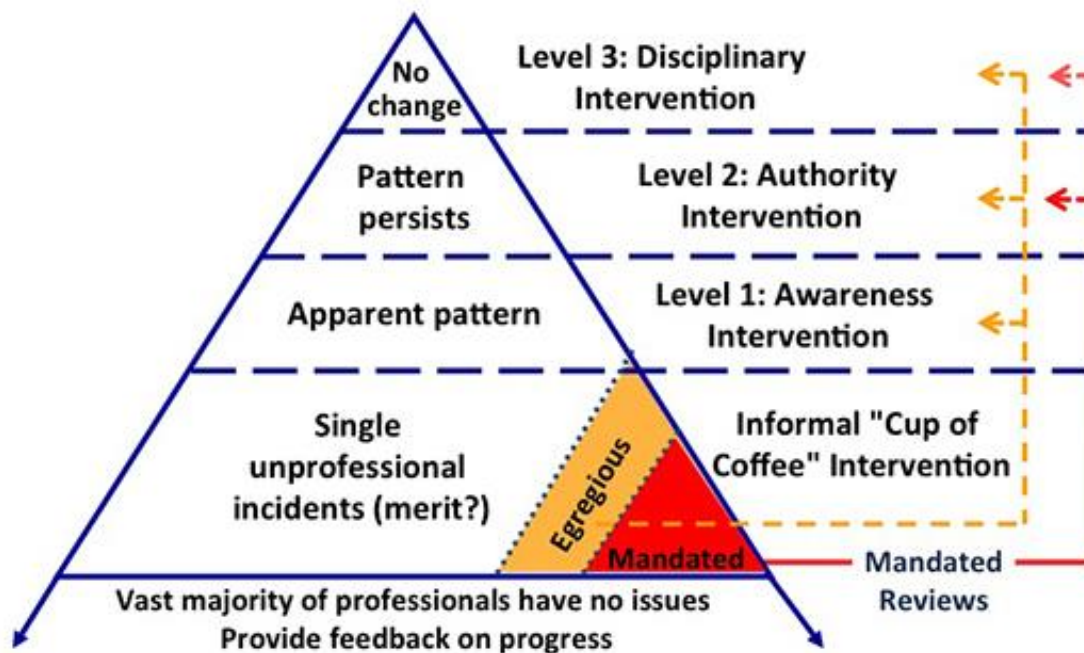 No
change
Level 3: Disciplinary
Intervention
Pattern
persists
Level 2: Authority
Intervention
Apparent pattern
Level 1: Awareness
Intervention
Single
unprofessional
incidents (merit?)
Egregious
Mandated
Informal "Cup of
Coffee" Intervention
Mandated
Reviews
Vast majority of professionals have no issues
Provide feedback on progress